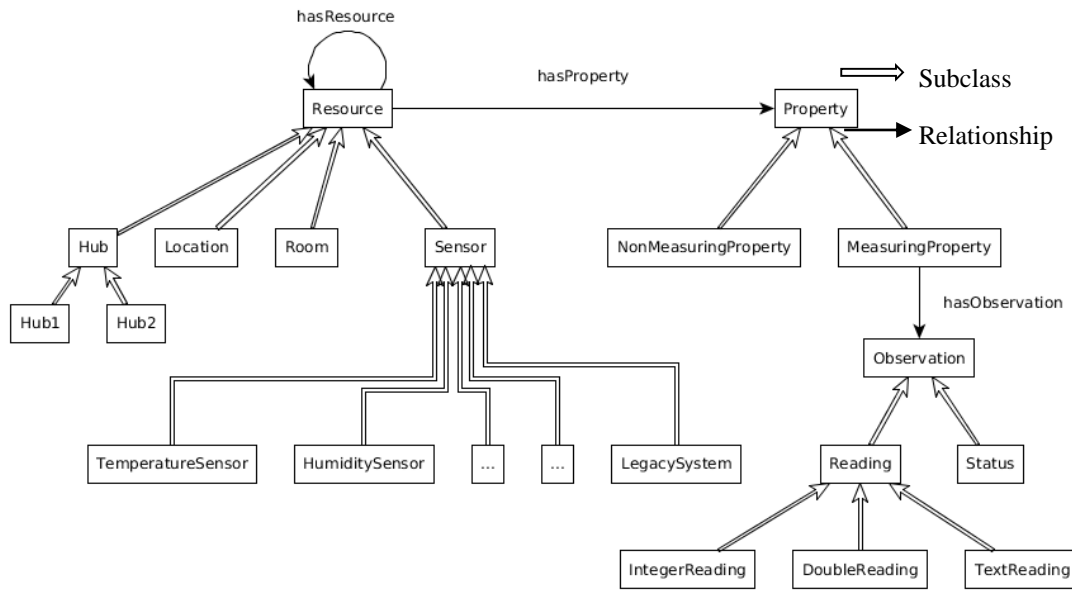 hasResource
hasProperty
Subclass
Resource
Property
Relationship
Hub
Location
Room
Sensor
NonMeasuringProperty
MeasuringProperty
hasObservation
Hub1
Hub2
Observation
TemperatureSensor
HumiditySensor
...
...
LegacySystem
Reading
Status
IntegerReading
DoubleReading
TextReading